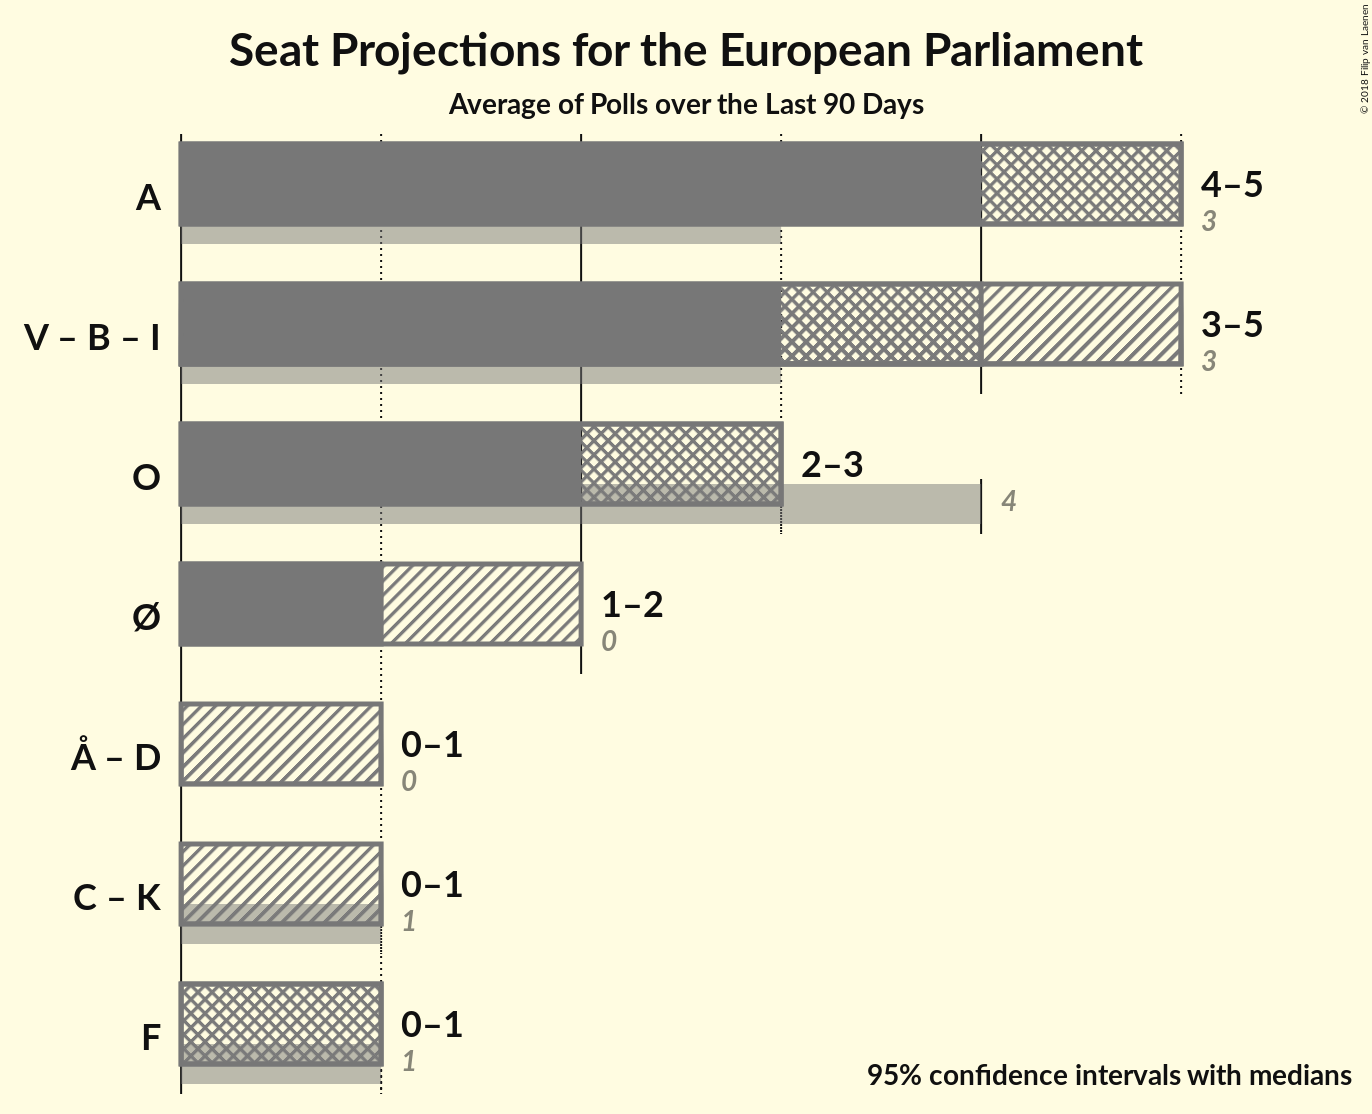 Seat Projections for the European Parliament
Average of Polls over the Last 90 Days
© 2018 Filip van Laenen
A
4–5
3
V – B – I
3–5
3
O
2–3
4
Ø
1–2
0
Å – D
0–1
0
C – K
0–1
1
F
0–1
1
95% confidence intervals with medians